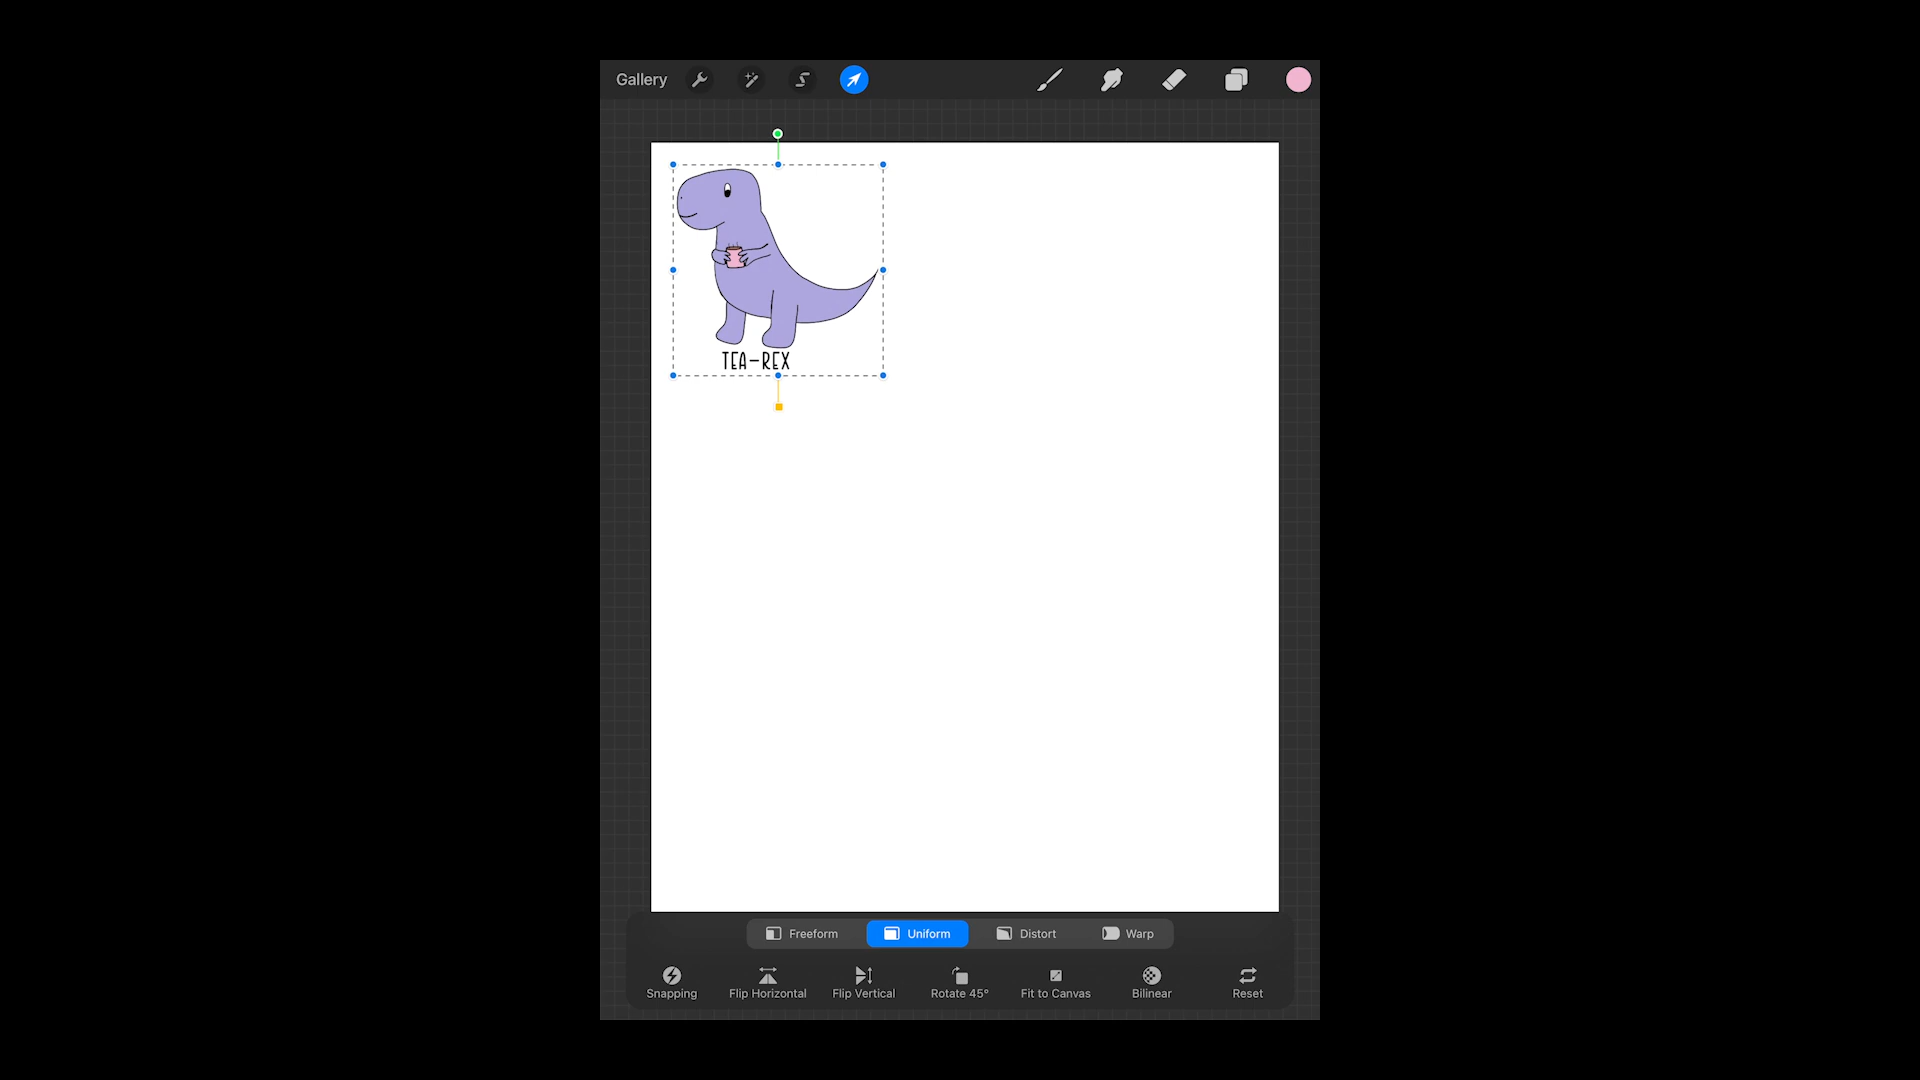 Gallery
TEA-REX
Freeform Uniform Distort Warp
Snapping Flip Horizontal Flip Vertical Rotate 45° Fit to Canvas Bilinear Reset